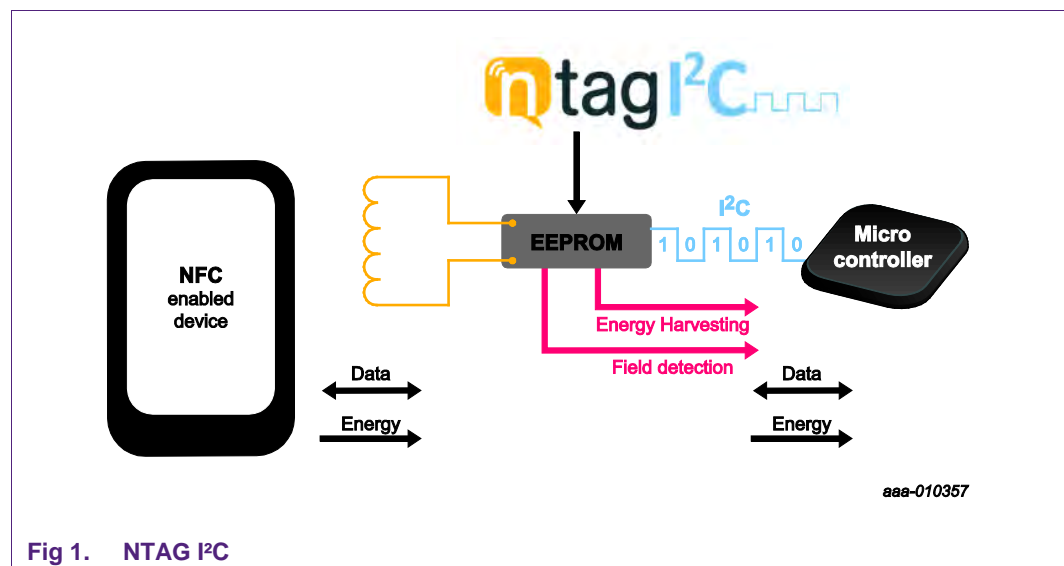 ntag I²C
I²C
EEPROM
1 0 1 0 1 0
Micro
controller
NFC
enabled
device
Energy Harvesting
Field detection
Data
Energy
Data
Energy
aaa-010357
Fig 1. NTAG I²C